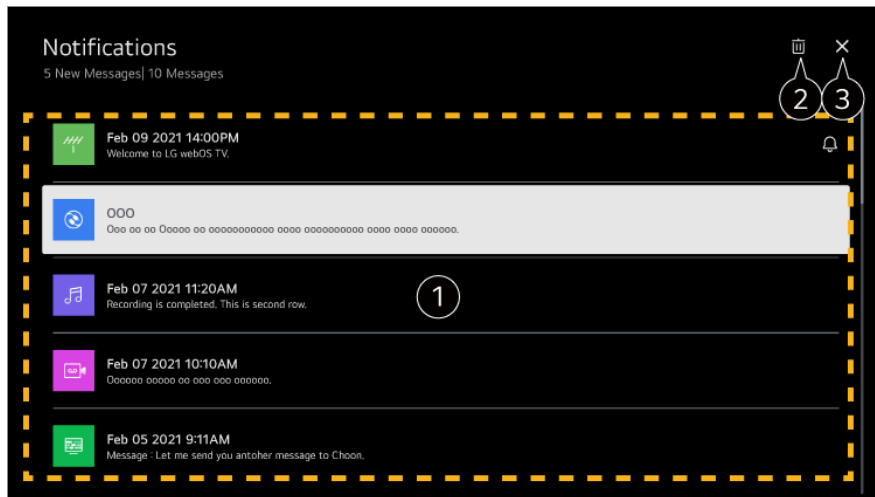 Notifications
5 New Messages| 10 Messages
2 3
Feb 09 2021 14:00PM
Welcome to LG webOS TV.
OOO
Ooo oo oo Ooooo oo ooooooooooo oooo oooooooooo oooo oooo oooooo.
Feb 07 2021 11:20AM
Recording is completed. This is second row.
1
Feb 07 2021 10:10AM
Oooooo ooooo oo ooo ooo oooooo.
Feb 05 2021 9:11AM
Message : Let me send you antoher message to Choon.